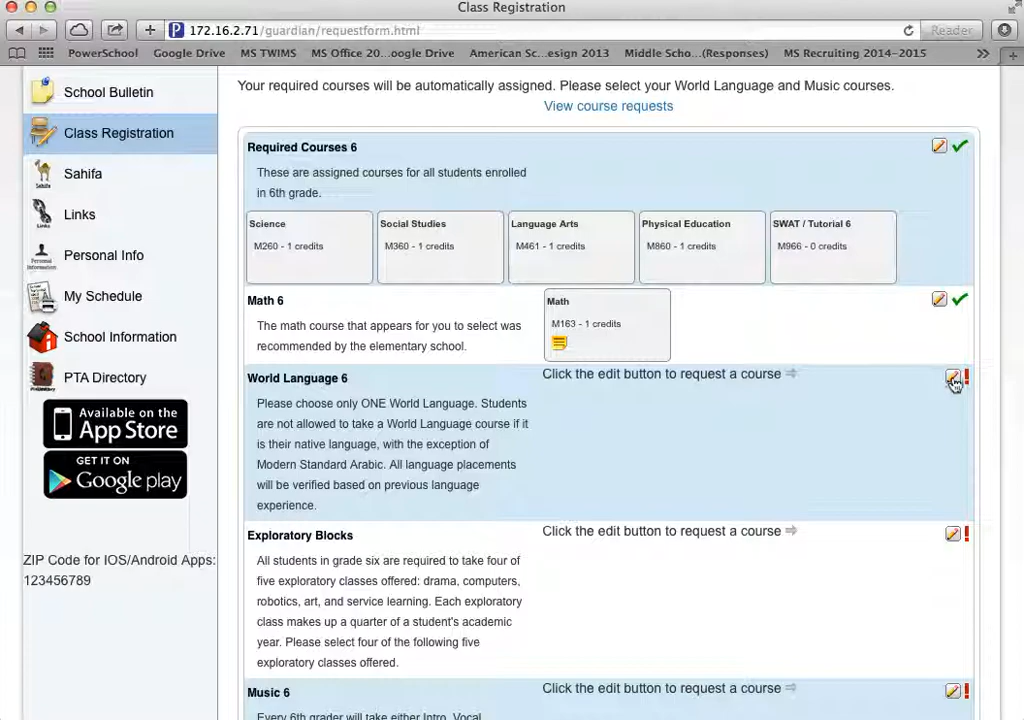 Class Registration
172.16.2.71/guardian/requestform.html
Reader
PowerSchool Google Drive MS TWIMS MS Office 20...oogle Drive American Sc...esign 2013 Middle Scho...(Responses) MS Recruiting 2014–2015
School Bulletin
Class Registration
Sahifa
Sahifa
Links
Links
Personal Info
Personal Information
My Schedule
School Information
PTA Directory
Available on the
App Store
GET IT ON
Google play
ZIP Code for IOS/Android Apps:
123456789
Your required courses will be automatically assigned. Please select your World Language and Music courses.
View course requests
Required Courses 6
These are assigned courses for all students enrolled
in 6th grade.
Science
M260 - 1 credits
Social Studies
M360 - 1 credits
Language Arts
M461 - 1 credits
Physical Education
M860 - 1 credits
SWAT / Tutorial 6
M966 - 0 credits
Math 6
The math course that appears for you to select was
recommended by the elementary school.
Math
M163 - 1 credits
World Language 6
Click the edit button to request a course
Please choose only ONE World Language. Students
are not allowed to take a World Language course if it
is their native language, with the exception of
Modern Standard Arabic. All language placements
will be verified based on previous language
experience.
Exploratory Blocks
Click the edit button to request a course
All students in grade six are required to take four of
five exploratory classes offered: drama, computers,
robotics, art, and service learning. Each exploratory
class makes up a quarter of a student's academic
year. Please select four of the following five
exploratory classes offered.
Music 6
Click the edit button to request a course
Every 6th grader will take either Intro. Vocal